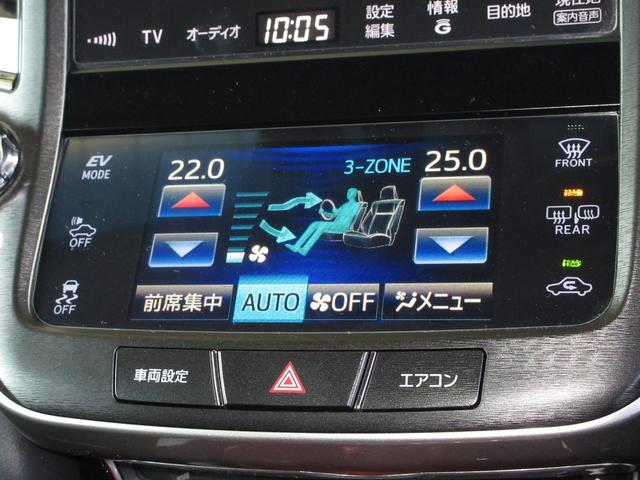 TV オーディオ 10:05 設定 編集 情報 G 目的地 現在地 案内音声
EV MODE
22.0 3-ZONE 25.0
FRONT
OFF
REAR
OFF
前席集中 AUTO OFF メニュー
車両設定 エアコン